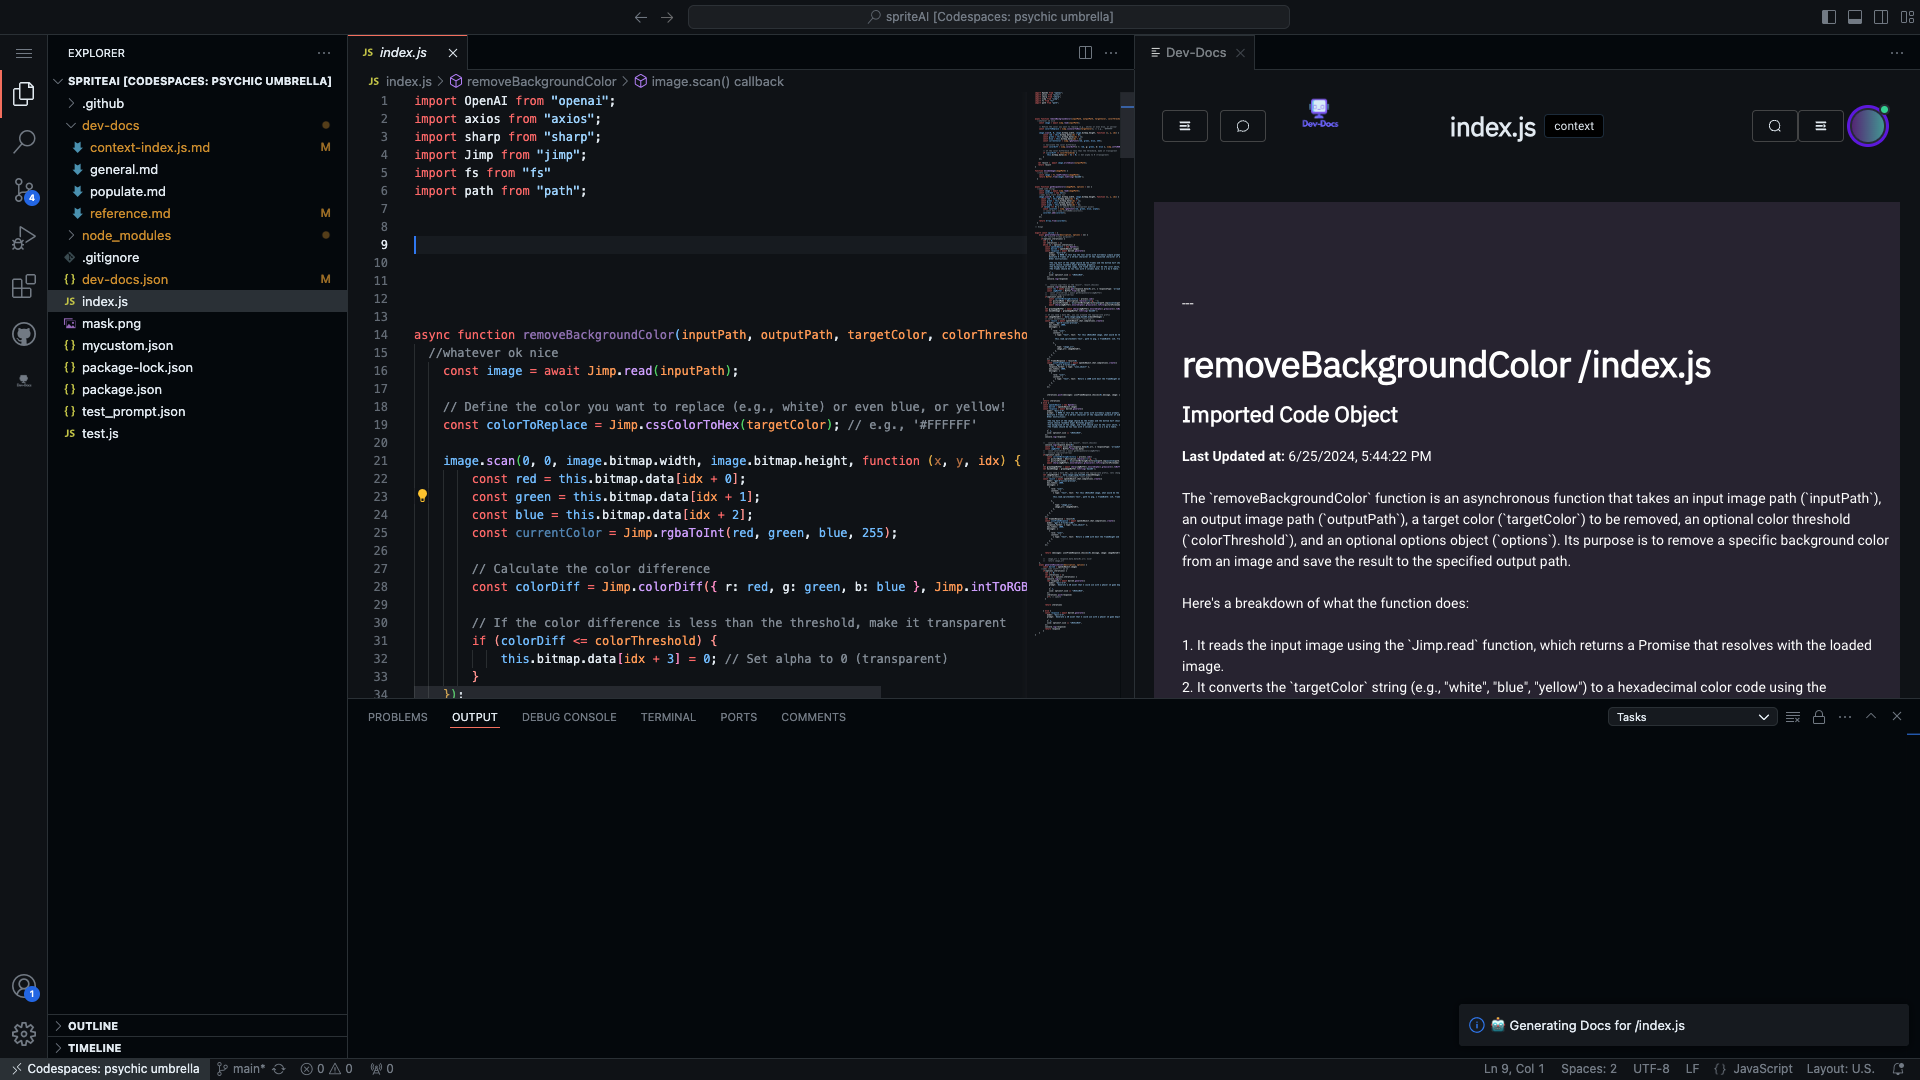 spriteAI [Codespaces: psychic umbrella]
EXPLORER
SPRITEAI [CODESPACES: PSYCHIC UMBRELLA]
.github
dev-docs
context-index.js.md M
general.md
populate.md
reference.md M
node_modules
.gitignore
dev-docs.json M
index.js
mask.png
mycustom.json
package-lock.json
package.json
test_prompt.json
test.js
OUTLINE
TIMELINE
4
1
JS index.js
JS index.js > removeBackgroundColor > image.scan() callback
1 import OpenAI from "openai";
2 import axios from "axios";
3 import sharp from "sharp";
4 import Jimp from "jimp";
5 import fs from "fs"
6 import path from "path";
7
8
9
10
11
12
13
14 async function removeBackgroundColor(inputPath, outputPath, targetColor, colorThresho
15 //whatever ok nice
16 const image = await Jimp.read(inputPath);
17
18 // Define the color you want to replace (e.g., white) or even blue, or yellow!
19 const colorToReplace = Jimp.cssColorToHex(targetColor); // e.g., '#FFFFFF'
20
21 image.scan(0, 0, image.bitmap.width, image.bitmap.height, function (x, y, idx) {
22 const red = this.bitmap.data[idx + 0];
23 const green = this.bitmap.data[idx + 1];
24 const blue = this.bitmap.data[idx + 2];
25 const currentColor = Jimp.rgbaToInt(red, green, blue, 255);
26
27 // Calculate the color difference
28 const colorDiff = Jimp.colorDiff({ r: red, g: green, b: blue }, Jimp.intToRGB
29
30 // If the color difference is less than the threshold, make it transparent
31 if (colorDiff <= colorThreshold) {
32 this.bitmap.data[idx + 3] = 0; // Set alpha to 0 (transparent)
33 }
34 });
Dev-Docs
Dev-Docs
index.js context
---
removeBackgroundColor /index.js
Imported Code Object
Last Updated at: 6/25/2024, 5:44:22 PM
The `removeBackgroundColor` function is an asynchronous function that takes an input image path (`inputPath`),
an output image path (`outputPath`), a target color (`targetColor`) to be removed, an optional color threshold
(`colorThreshold`), and an optional options object (`options`). Its purpose is to remove a specific background color
from an image and save the result to the specified output path.
Here's a breakdown of what the function does:
1. It reads the input image using the `Jimp.read` function, which returns a Promise that resolves with the loaded
image.
2. It converts the `targetColor` string (e.g., "white", "blue", "yellow") to a hexadecimal color code using the
PROBLEMS OUTPUT DEBUG CONSOLE TERMINAL PORTS COMMENTS
Tasks
Generating Docs for /index.js
Codespaces: psychic umbrella main* 0 0 0
Ln 9, Col 1 Spaces: 2 UTF-8 LF {} JavaScript Layout: U.S.